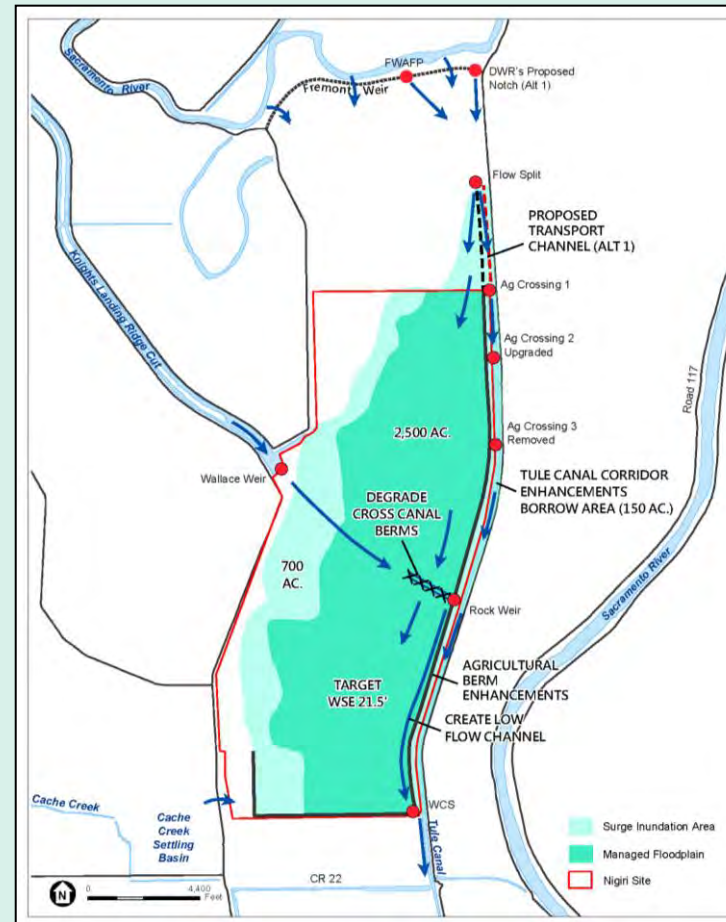 Sacramento
River
FWAFP
Fremont Weir
DWR's Proposed
Notch (Alt 1)
Flow Split
PROPOSED
TRANSPORT
CHANNEL (ALT 1)
Ag Crossing 1
Ag Crossing 2
Upgraded
Knights Landing Ridge Cut
Road 117
Ag Crossing 3
Removed
2,500 AC.
Wallace Weir
TULE CANAL CORRIDOR
ENHANCEMENTS
BORROW AREA (150 AC.)
DEGRADE
CROSS CANAL
BERMS
700
AC.
Sacramento River
Rock Weir
AGRICULTURAL
BERM
ENHANCEMENTS
TARGET
WSE 21.5'
CREATE LOW
FLOW CHANNEL
Cache Creek
Cache
Creek
Settling
Basin
WCS
Tule Canal
Surge Inundation Area
Managed Floodplain
Nigiri Site
CR 22
N
0 4,400
Feet